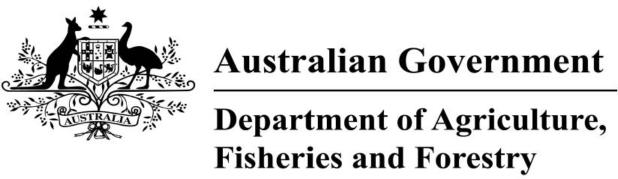 AUSTRALIA
Australian Government
Department of Agriculture,
Fisheries and Forestry